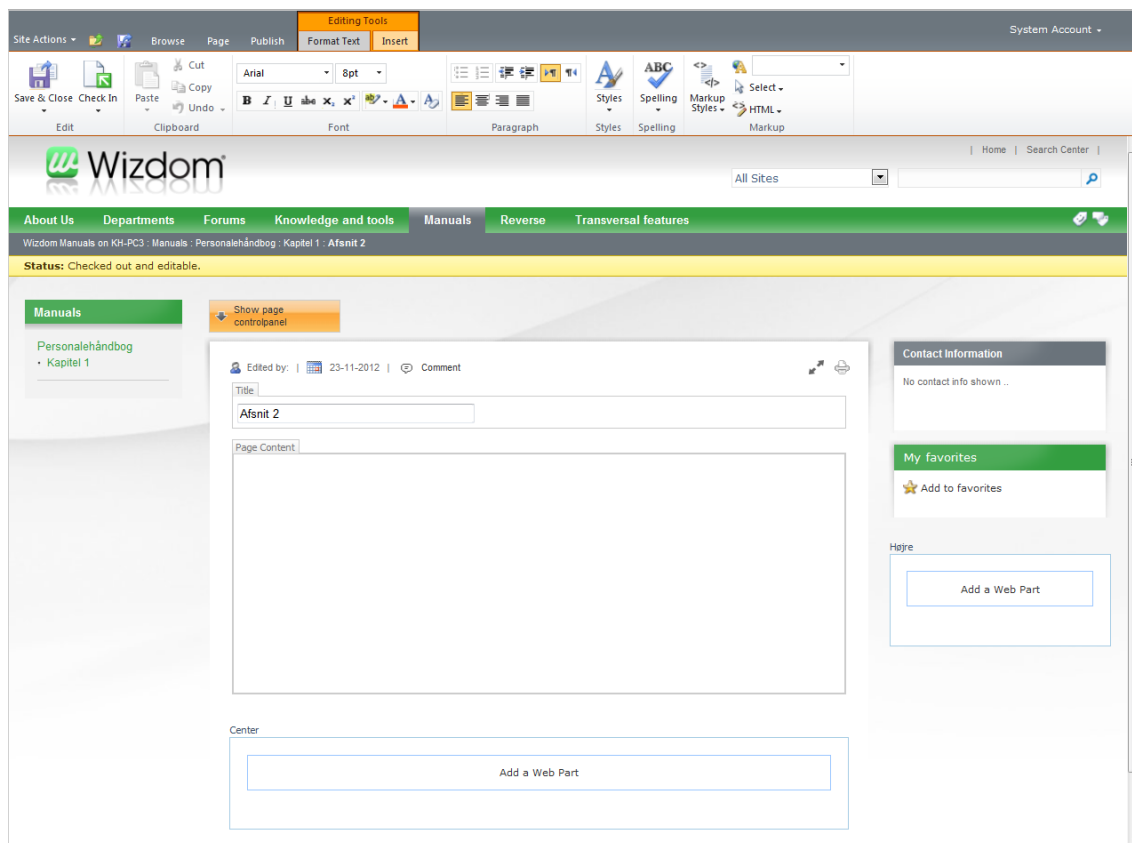 Editing Tools
Site Actions Browse Page Publish Format Text Insert System Account
Save & Close Check In Paste Cut Copy Undo
Arial 8pt
B I U abc X₂ X²
Styles ABC Spelling Markup Styles Select HTML
Edit Clipboard Font Paragraph Styles Spelling Markup
Wizdom
| Home | Search Center |
All Sites
About Us Departments Forums Knowledge and tools Manuals Reverse Transversal features
Wizdom Manuals on KH-PC3 : Manuals : Personalehåndbog : Kapitel 1 : Afsnit 2
Status: Checked out and editable.
Manuals
Personalehåndbog
Kapitel 1
Show page
controlpanel
Edited by: | 23-11-2012 | Comment
Title
Afsnit 2
Page Content
Contact Information
No contact info shown ..
My favorites
Add to favorites
Højre
Add a Web Part
Center
Add a Web Part